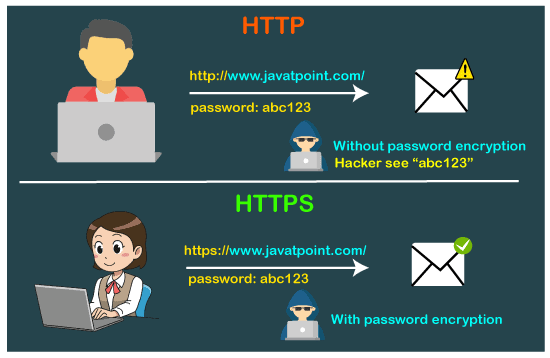 HTTP
http://www.javatpoint.com/
password: abc123
Without password encryption
Hacker see “abc123”
HTTPS
https://www.javatpoint.com/
password: abc123
With password encryption